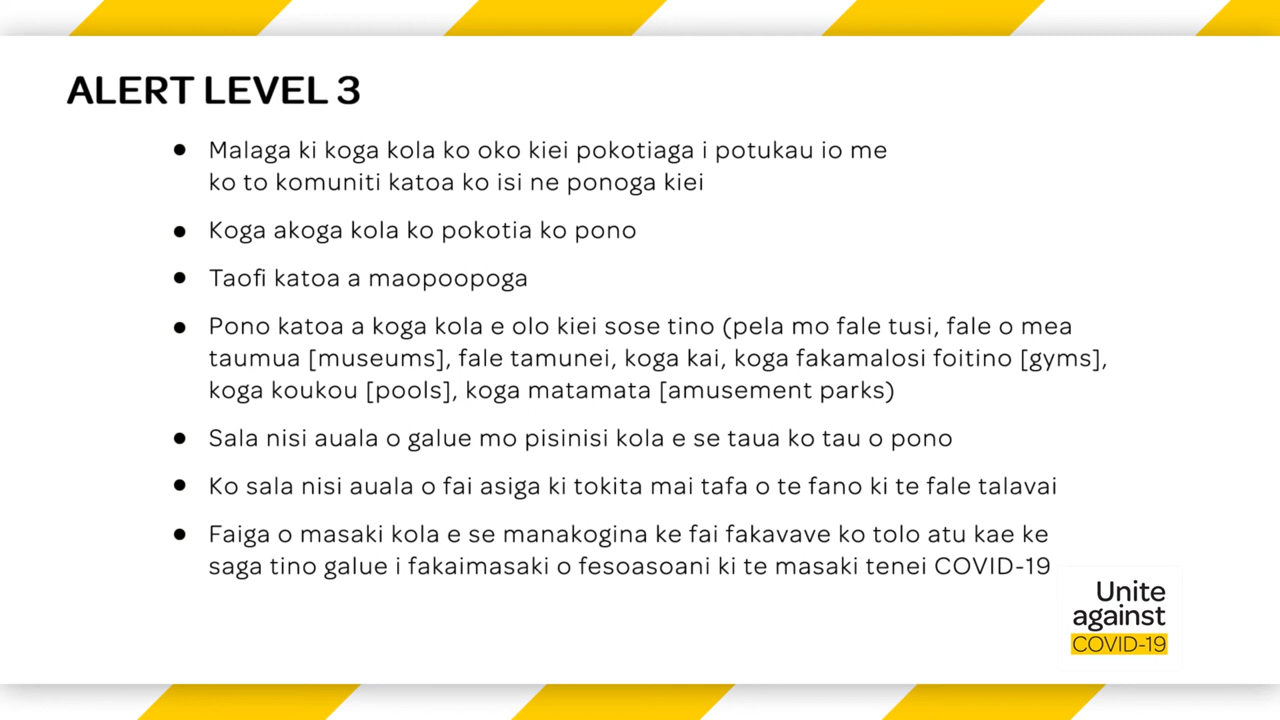 ALERT LEVEL 3
● Malaga ki koga kola ko oko kiei pokotiaga i potukau io me
ko to komuniti katoa ko isi ne ponoga kiei
● Koga akoga kola ko pokotia ko pono
● Taofi katoa a maopoopoga
● Pono katoa a koga kola e olo kiei sose tino (pela mo fale tusi, fale o mea
taumua [museums], fale tamunei, koga kai, koga fakamalosi foitino [gyms],
koga koukou [pools], koga matamata [amusement parks)
● Sala nisi auala o galue mo pisinisi kola e se taua ko tau o pono
● Ko sala nisi auala o fai asiga ki tokita mai tafa o te fano ki te fale talavai
● Faiga o masaki kola e se manakogina ke fai fakavave ko tolo atu kae ke
saga tino galue i fakaimasaki o fesoasoani ki te masaki tenei COVID-19
Unite
against
COVID-19